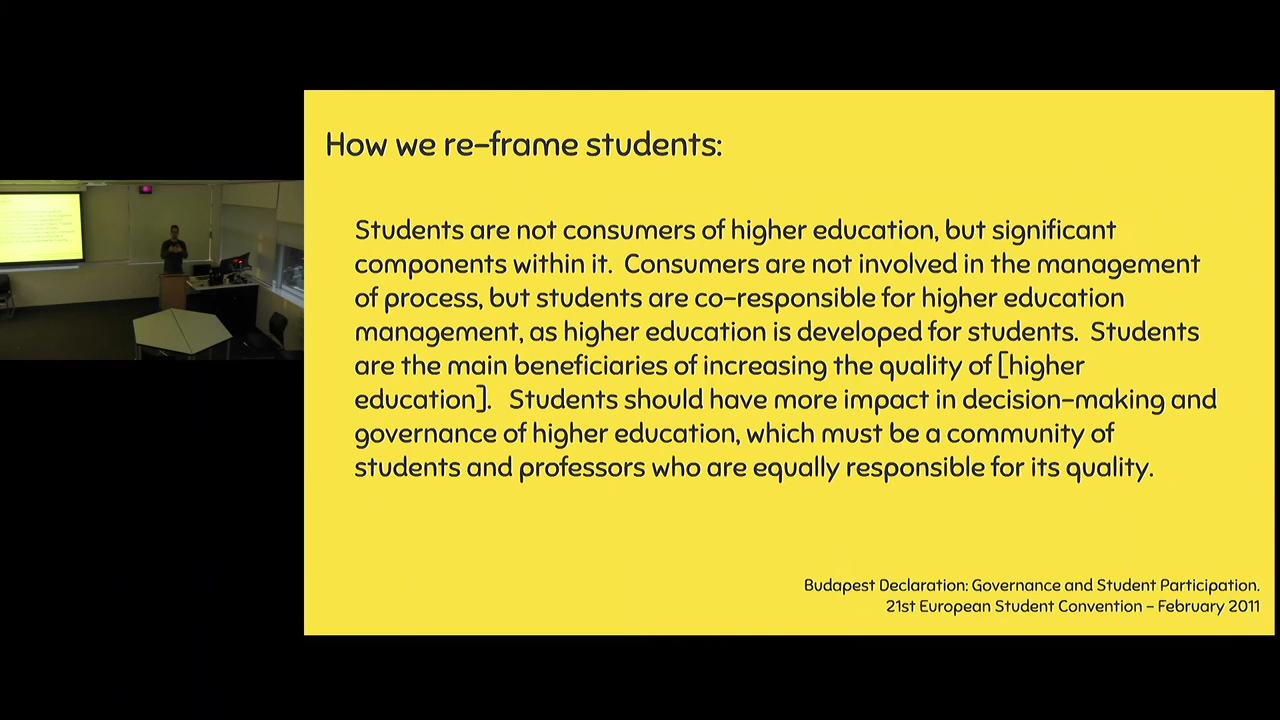 How we re-frame students:
Students are not consumers of higher education, but significant
components within it.  Consumers are not involved in the management
of process, but students are co-responsible for higher education
management, as higher education is developed for students.  Students
are the main beneficiaries of increasing the quality of [higher
education].   Students should have more impact in decision-making and
governance of higher education, which must be a community of
students and professors who are equally responsible for its quality.
Budapest Declaration: Governance and Student Participation.
21st European Student Convention - February 2011